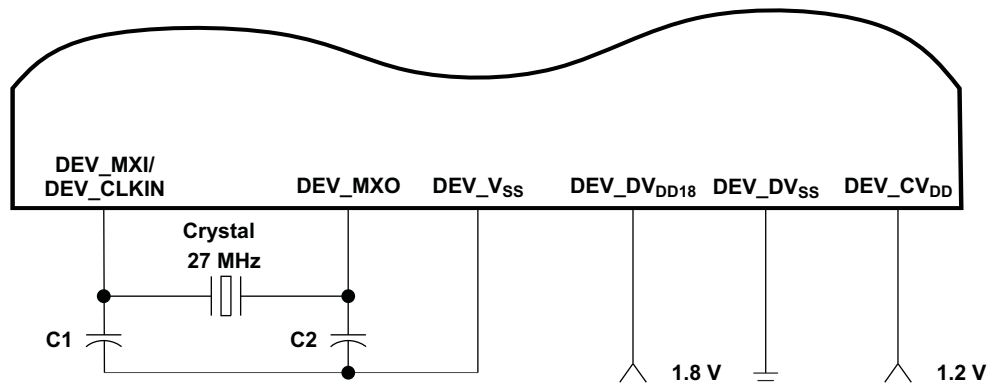 DEV_MXI/
DEV_CLKIN
DEV_MXO
DEV_VSS
DEV_DVDD18
DEV_DVSS
DEV_CVDD
Crystal
27 MHz
C1
C2
1.8 V
1.2 V